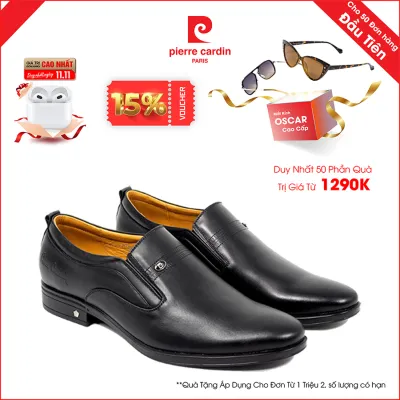 pierre cardin
PARIS
Cho 50 Đơn hàng
Đầu Tiên
CAO NHẤT
11.11
15%
VOUCHER
OSCAR
Cao Cấp
Duy Nhất 50 Phần Quà
Trị Giá Từ 1290K
**Quà Tặng Áp Dụng Cho Đơn Từ 1 Triệu 2, số lượng có hạn